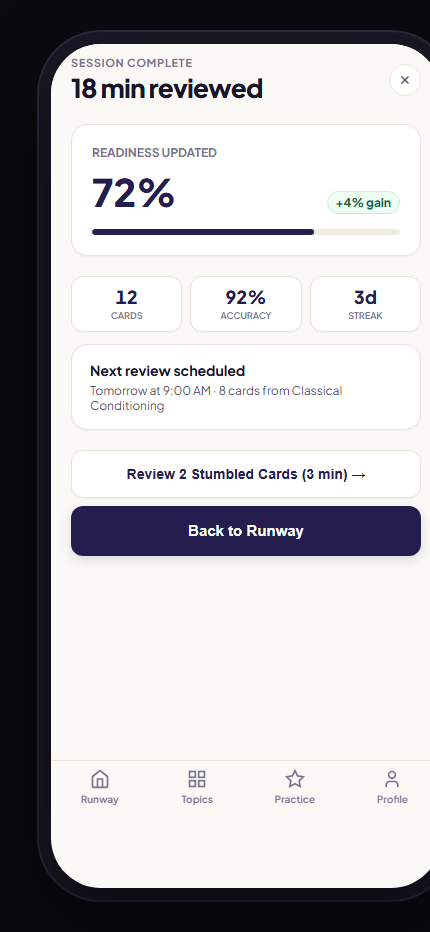 SESSION COMPLETE
18 min reviewed
READINESS UPDATED
72%
+4% gain
12
CARDS
92%
ACCURACY
3d
STREAK
Next review scheduled
Tomorrow at 9:00 AM · 8 cards from Classical
Conditioning
Review 2 Stumbled Cards (3 min) →
Back to Runway
Runway
Topics
Practice
Profile